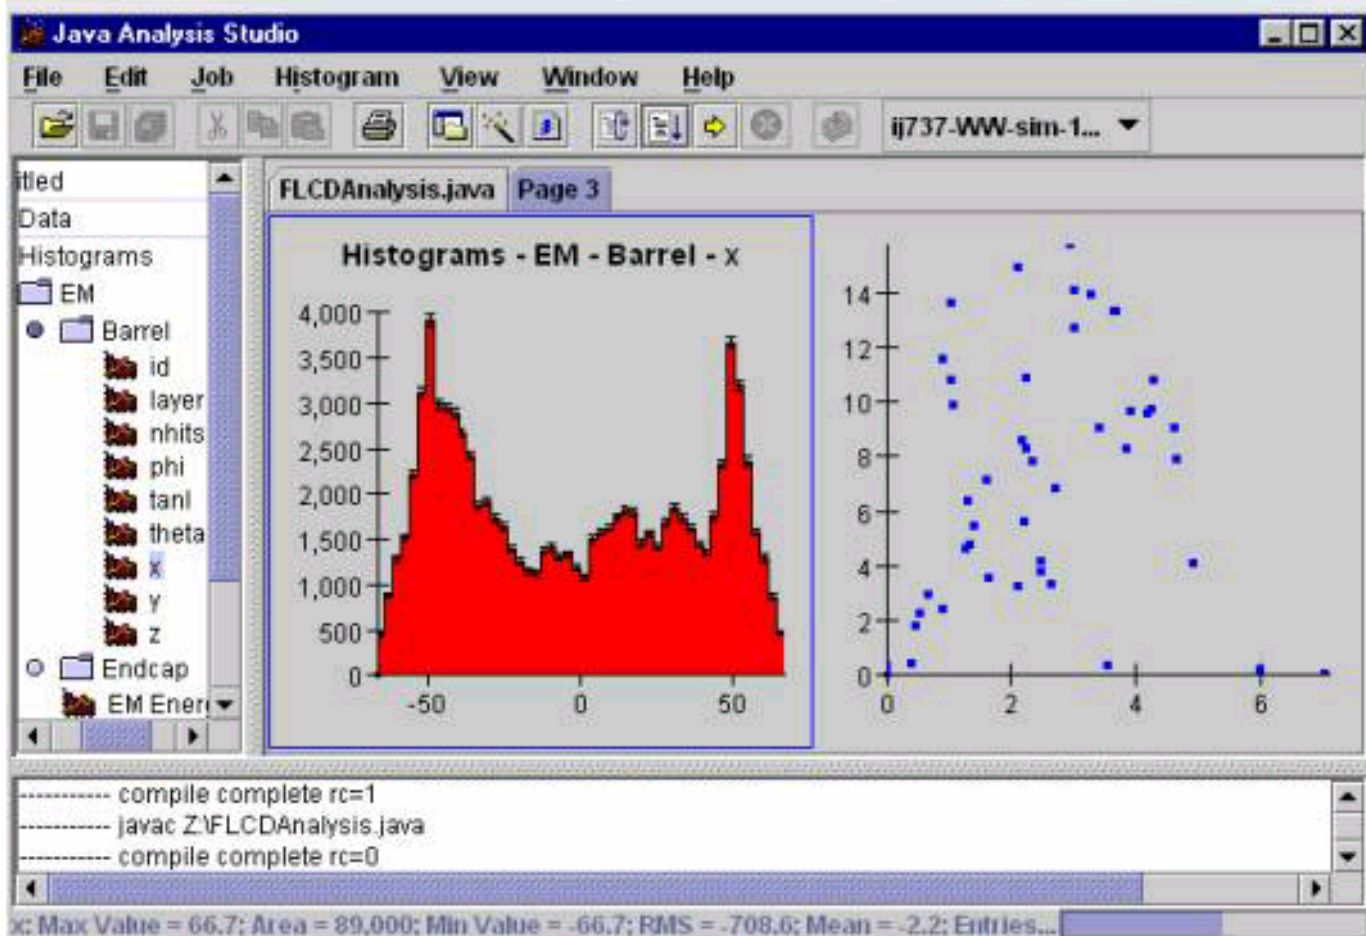 Java Analysis Studio
File Edit Job Histogram View Window Help
ij737-WW-sim-1...
itled
Data
Histograms
EM
Barrel
id
layer
nhits
phi
tanl
theta
x
y
z
Endcap
EM Ener
FLCDAnalysis.java Page 3
Histograms - EM - Barrel - x
4,000
3,500
3,000
2,500
2,000
1,500
1,000
500
0
-50 0 50
14
12
10
8
6
4
2
0
0 2 4 6
----------- compile complete rc=1
----------- javac Z:\FLCDAnalysis.java
----------- compile complete rc=0
x: Max Value = 66.7; Area = 89,000; Min Value = -66.7; RMS = -708.6; Mean = -2.2; Entries...